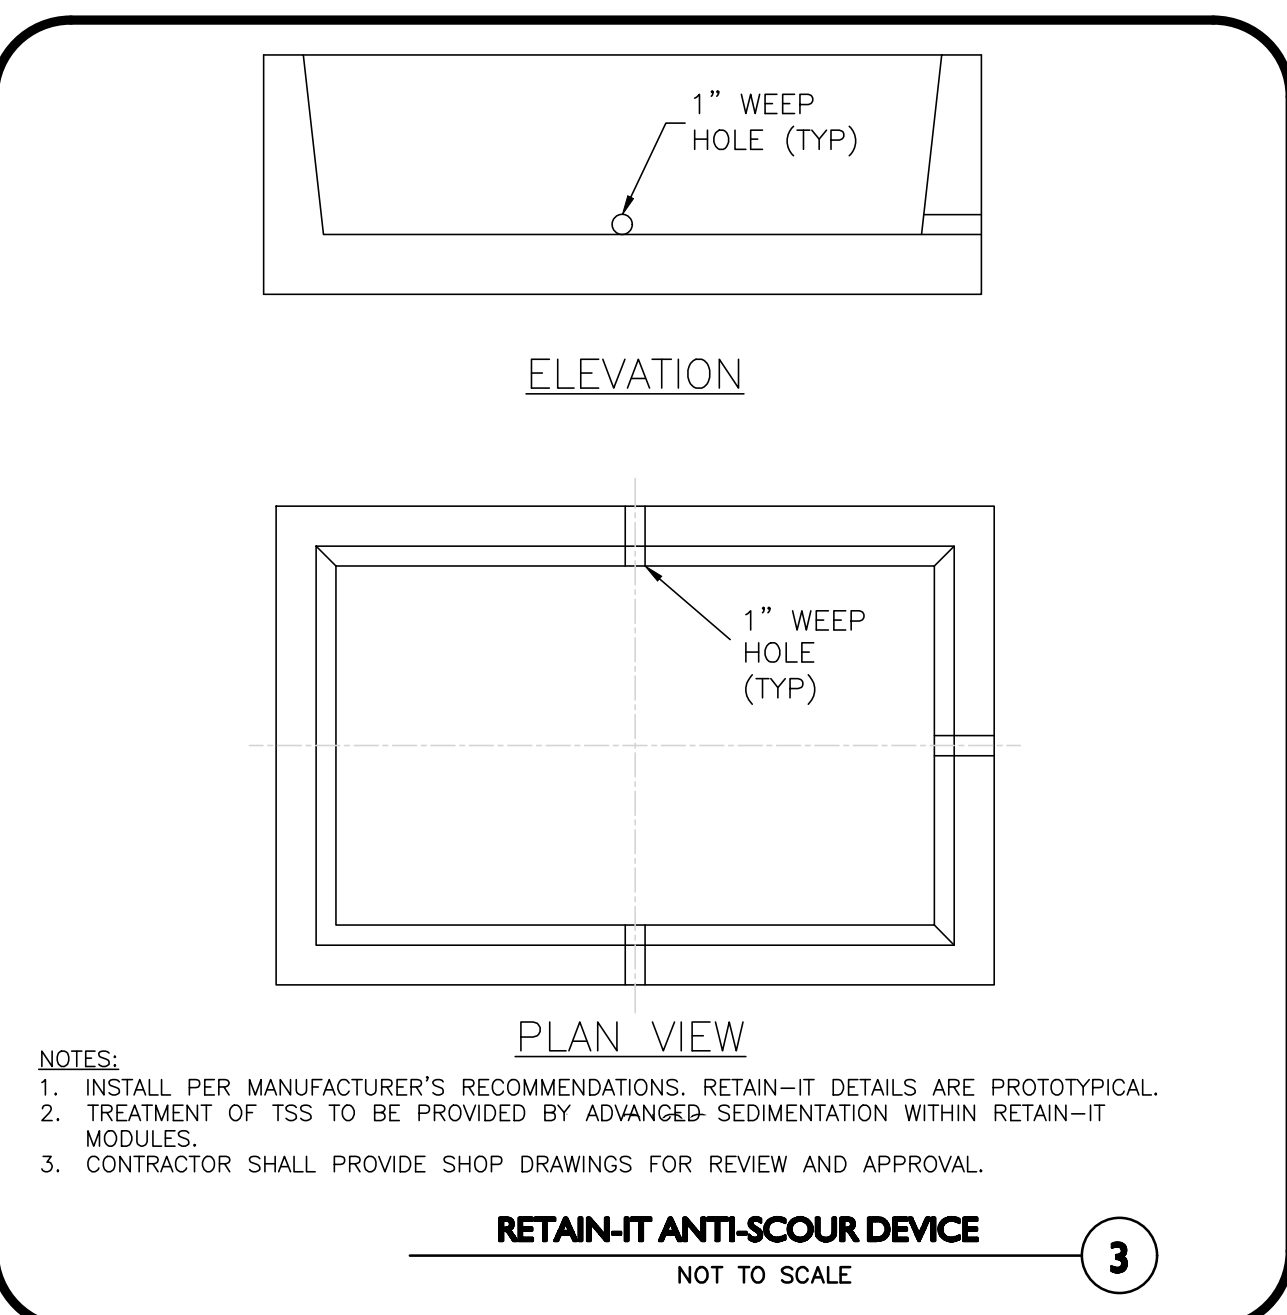 1” WEEP
HOLE (TYP)
ELEVATION
1” WEEP
HOLE
(TYP)
PLAN VIEW
NOTES:
1. INSTALL PER MANUFACTURER’S RECOMMENDATIONS. RETAIN-IT DETAILS ARE PROTOTYPICAL.
2. TREATMENT OF TSS TO BE PROVIDED BY ADVANCED SEDIMENTATION WITHIN RETAIN-IT
MODULES.
3. CONTRACTOR SHALL PROVIDE SHOP DRAWINGS FOR REVIEW AND APPROVAL.
RETAIN-IT ANTI-SCOUR DEVICE
3
NOT TO SCALE